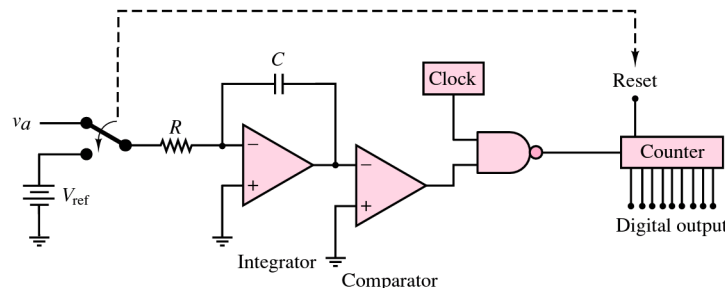 C
Clock
Reset
va
R
−
−
Counter
+
Vref
+
Digital output
Integrator
Comparator